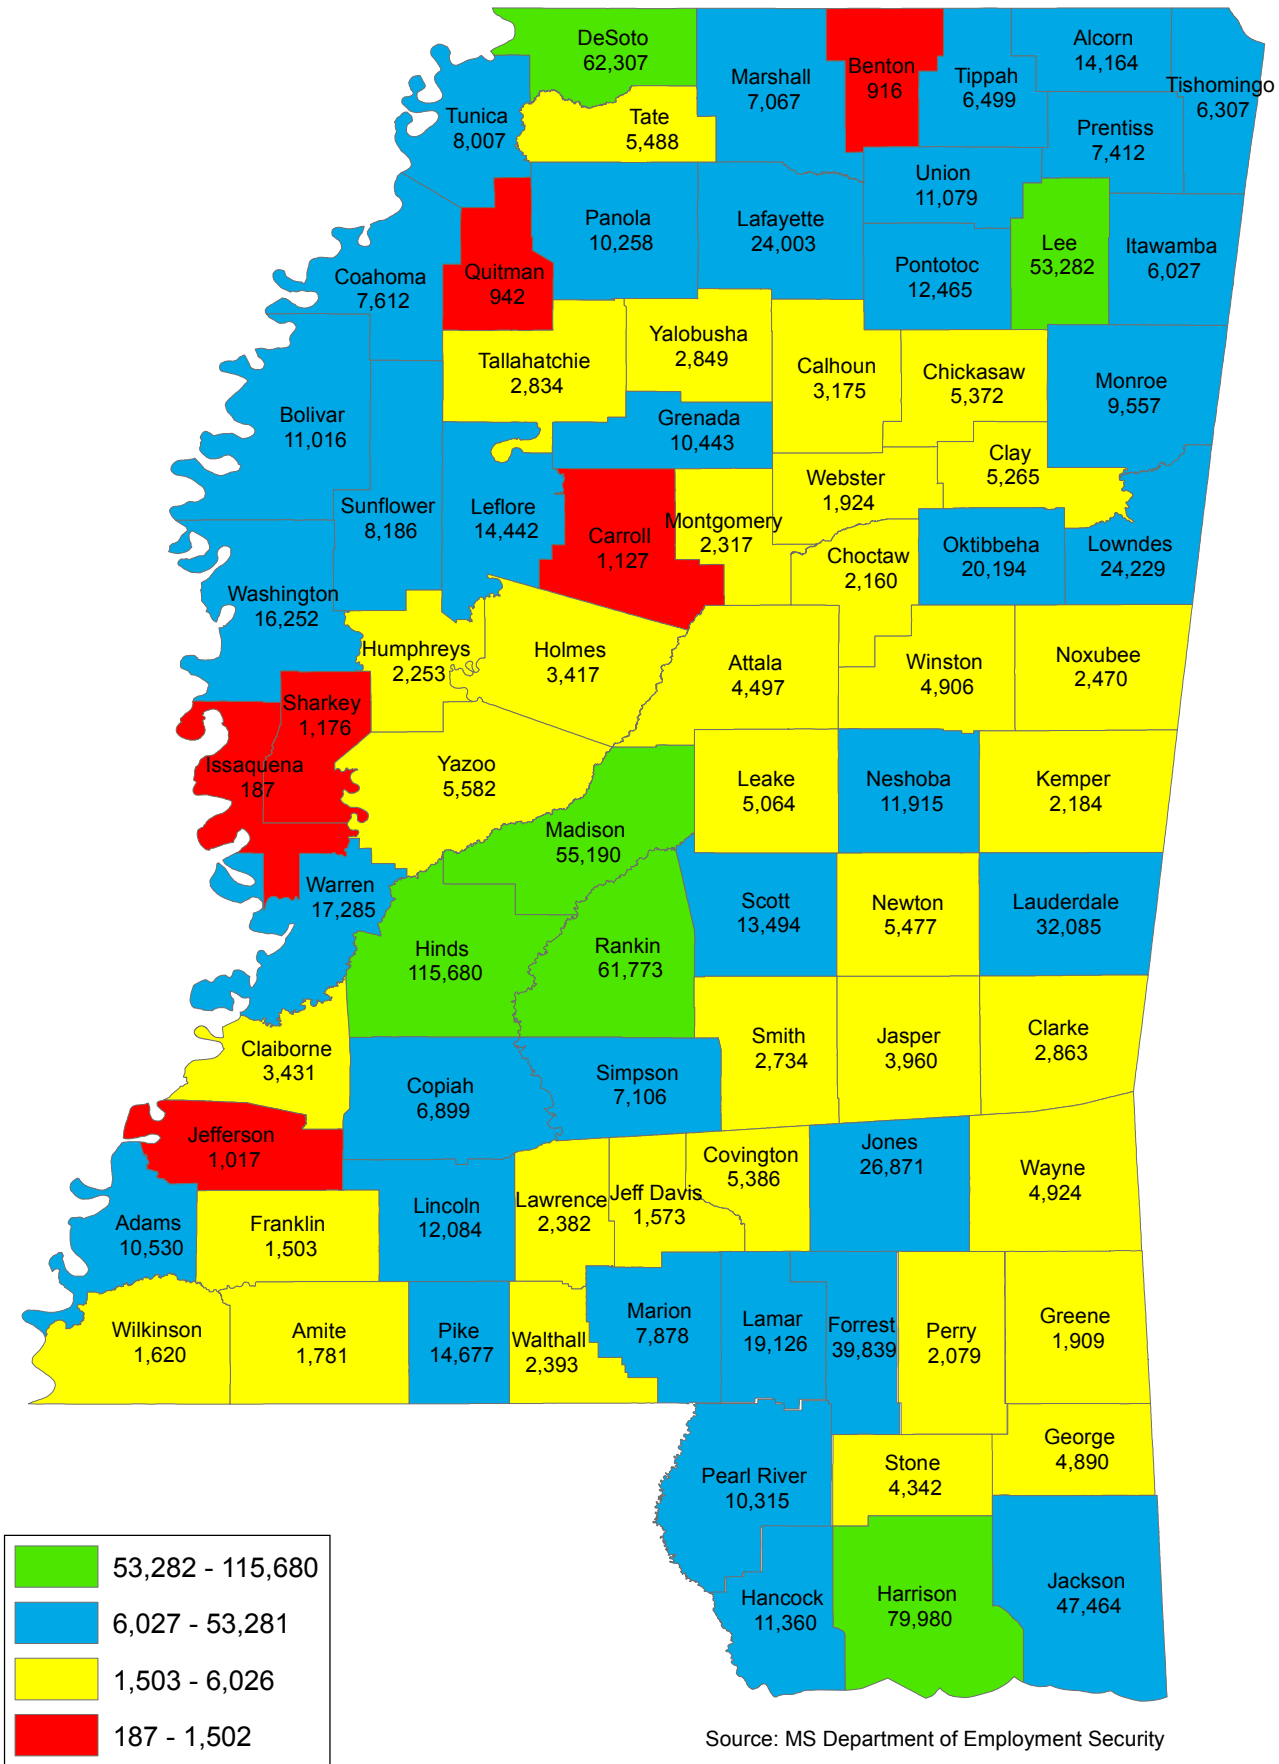 DeSoto
62,307
Marshall
7,067
Benton
916
Tippah
6,499
Alcorn
14,164
Tishomingo
6,307
Tunica
8,007
Tate
5,488
Prentiss
7,412
Union
11,079
Panola
10,258
Lafayette
24,003
Lee
53,282
Itawamba
6,027
Coahoma
7,612
Quitman
942
Pontotoc
12,465
Tallahatchie
2,834
Yalobusha
2,849
Calhoun
3,175
Chickasaw
5,372
Monroe
9,557
Bolivar
11,016
Grenada
10,443
Clay
5,265
Sunflower
8,186
Leflore
14,442
Carroll
1,127
Montgomery
2,317
Webster
1,924
Choctaw
2,160
Oktibbeha
20,194
Lowndes
24,229
Washington
16,252
Humphreys
2,253
Holmes
3,417
Attala
4,497
Winston
4,906
Noxubee
2,470
Sharkey
1,176
Issaquena
187
Yazoo
5,582
Leake
5,064
Neshoba
11,915
Kemper
2,184
Madison
55,190
Warren
17,285
Hinds
115,680
Rankin
61,773
Scott
13,494
Newton
5,477
Lauderdale
32,085
Claiborne
3,431
Copiah
6,899
Simpson
7,106
Smith
2,734
Jasper
3,960
Clarke
2,863
Jefferson
1,017
Adams
10,530
Franklin
1,503
Lincoln
12,084
Lawrence
2,382
Jeff Davis
1,573
Covington
5,386
Jones
26,871
Wayne
4,924
Wilkinson
1,620
Amite
1,781
Pike
14,677
Walthall
2,393
Marion
7,878
Lamar
19,126
Forrest
39,839
Perry
2,079
Greene
1,909
Pearl River
10,315
Stone
4,342
George
4,890
Hancock
11,360
Harrison
79,980
Jackson
47,464
53,282 - 115,680
6,027 - 53,281
1,503 - 6,026
187 - 1,502
Source: MS Department of Employment Security